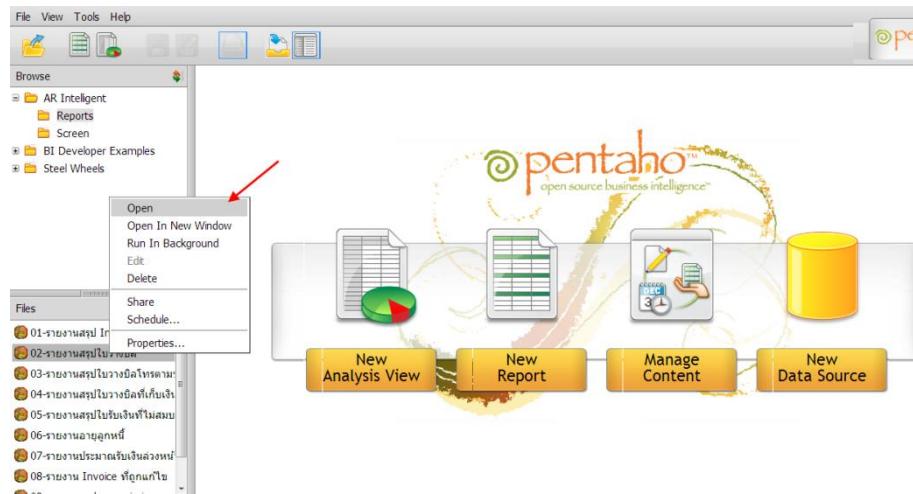 File View Tools Help
Browse
AR Inteligent
Reports
Screen
BI Developer Examples
Steel Wheels
Open
Open In New Window
Run In Background
Edit
Delete
Share
Schedule...
Properties...
Files
01-รายงานสรุป In
02-รายงานสรุปใบวางบิล
03-รายงานสรุปใบวางบิลโทรตาม
04-รายงานสรุปใบวางบิลที่เก็บเงิน
05-รายงานสรุปใบรับเงินที่ไม่สมบ
06-รายงานอายุลูกหนี้
07-รายงานประมาณรับเงินล่วงหน้
08-รายงาน Invoice ที่ถูกแก้ไข
pe
pentaho™
open source business intelligence™
DEC
3
New
Analysis View
New
Report
Manage
Content
New
Data Source